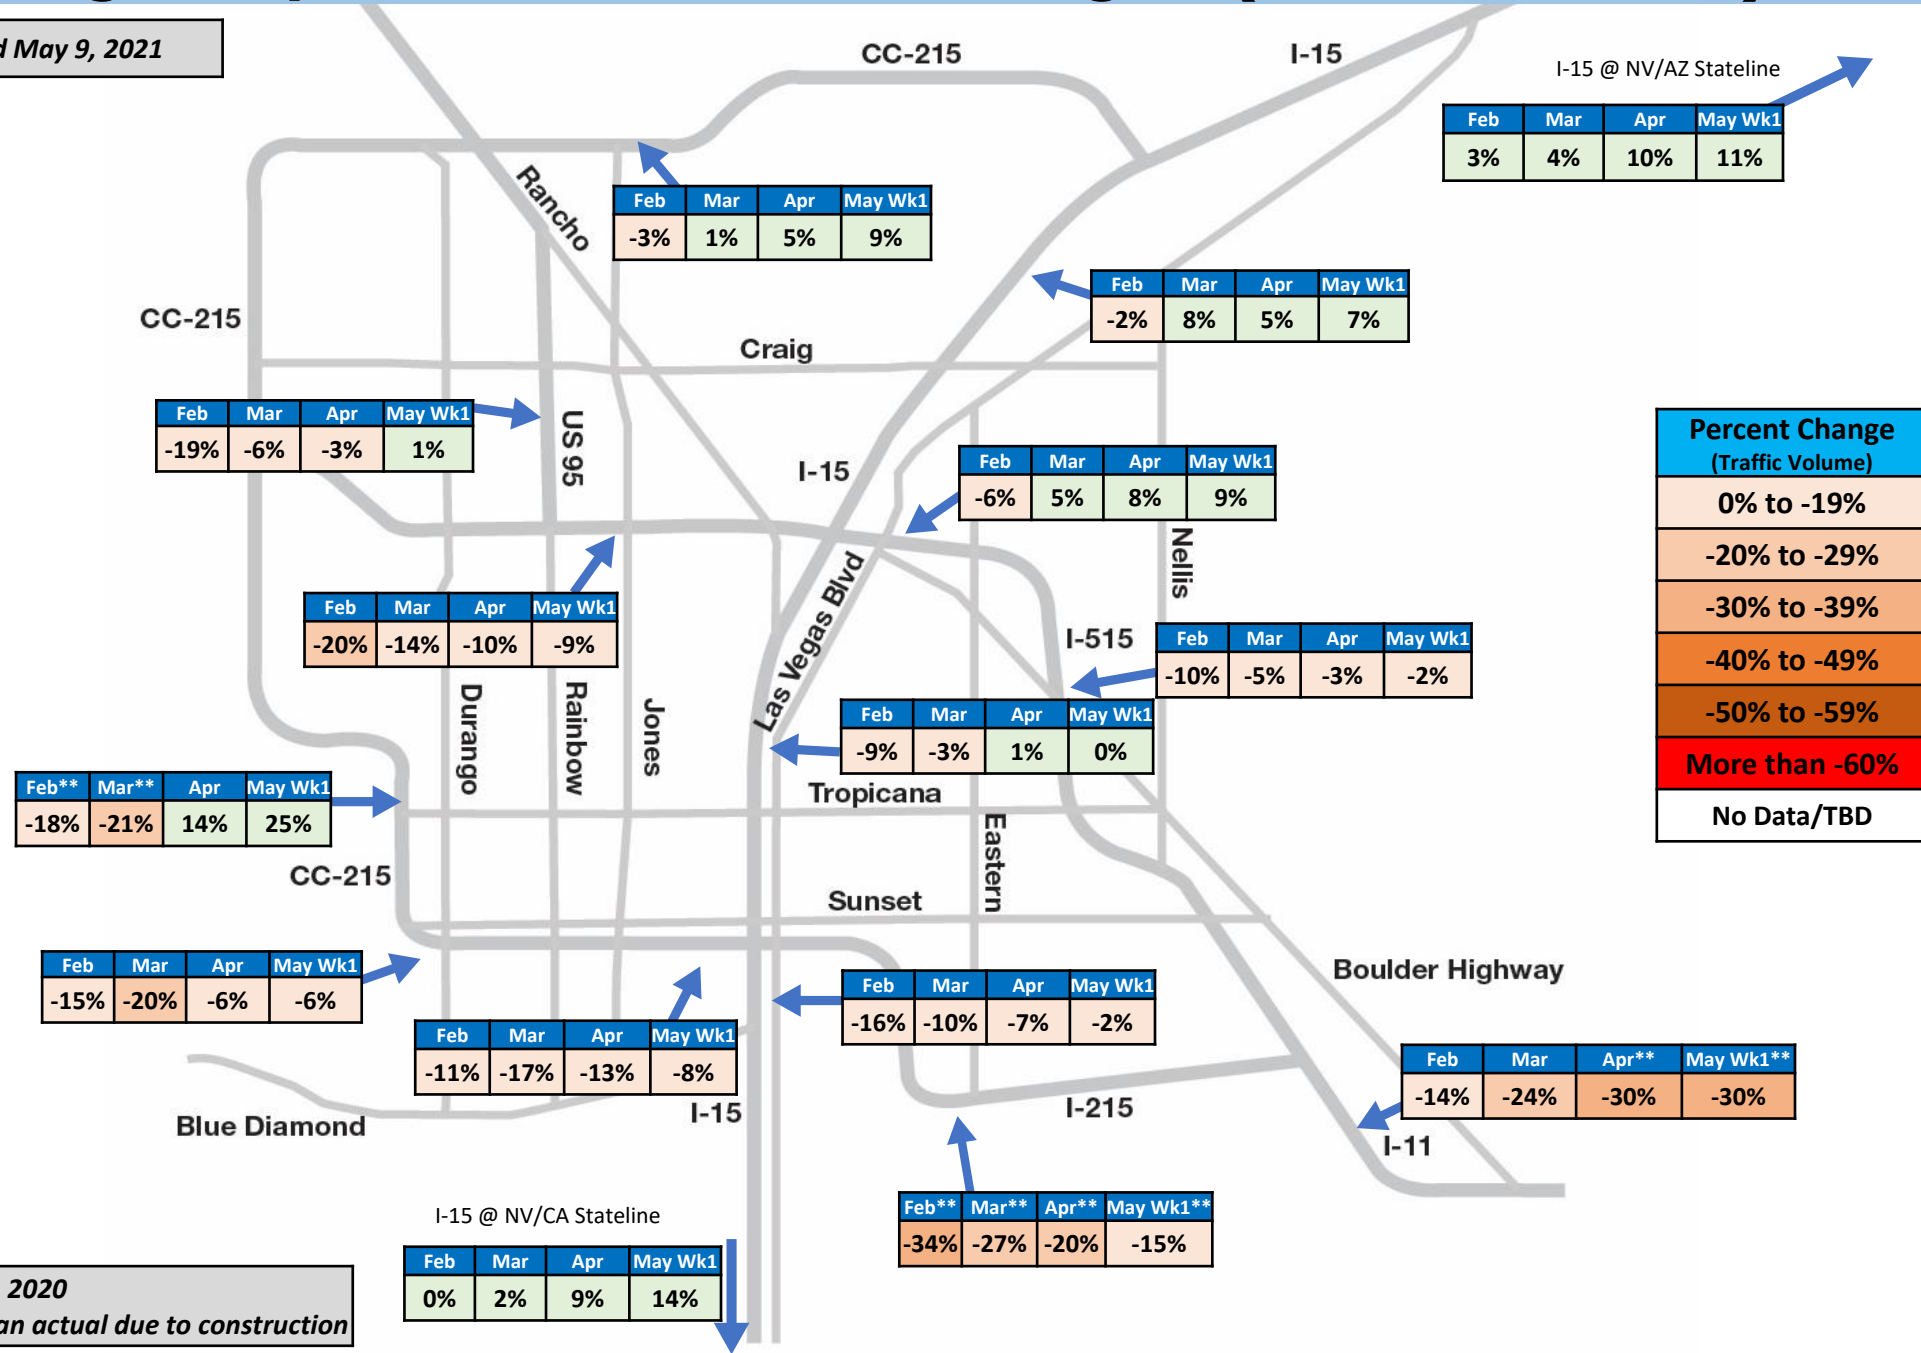 May 9, 2021
CC-215
I-15
I-15 @ NV/AZ Stateline
Feb Mar Apr May Wk1
3% 4% 10% 11%
Rancho
Feb Mar Apr May Wk1
-3% 1% 5% 9%
Feb Mar Apr May Wk1
-2% 8% 5% 7%
CC-215
Craig
Feb Mar Apr May Wk1
-19% -6% -3% 1%
US 95
I-15
Feb Mar Apr May Wk1
-6% 5% 8% 9%
Percent Change
(Traffic Volume)
0% to -19%
-20% to -29%
-30% to -39%
-40% to -49%
-50% to -59%
More than -60%
No Data/TBD
Nellis
Las Vegas Blvd
Feb Mar Apr May Wk1
-20% -14% -10% -9%
I-515
Feb Mar Apr May Wk1
-10% -5% -3% -2%
Durango
Rainbow
Jones
Feb Mar Apr May Wk1
-9% -3% 1% 0%
Feb** Mar** Apr May Wk1
-18% -21% 14% 25%
Tropicana
Eastern
CC-215
Sunset
Feb Mar Apr May Wk1
-15% -20% -6% -6%
Boulder Highway
Feb Mar Apr May Wk1
-16% -10% -7% -2%
Feb Mar Apr May Wk1
-11% -17% -13% -8%
Feb Mar Apr** May Wk1**
-14% -24% -30% -30%
Blue Diamond
I-15
I-215
I-11
Feb** Mar** Apr** May Wk1**
-34% -27% -20% -15%
I-15 @ NV/CA Stateline
Feb Mar Apr May Wk1
0% 2% 9% 14%
2020
actual due to construction